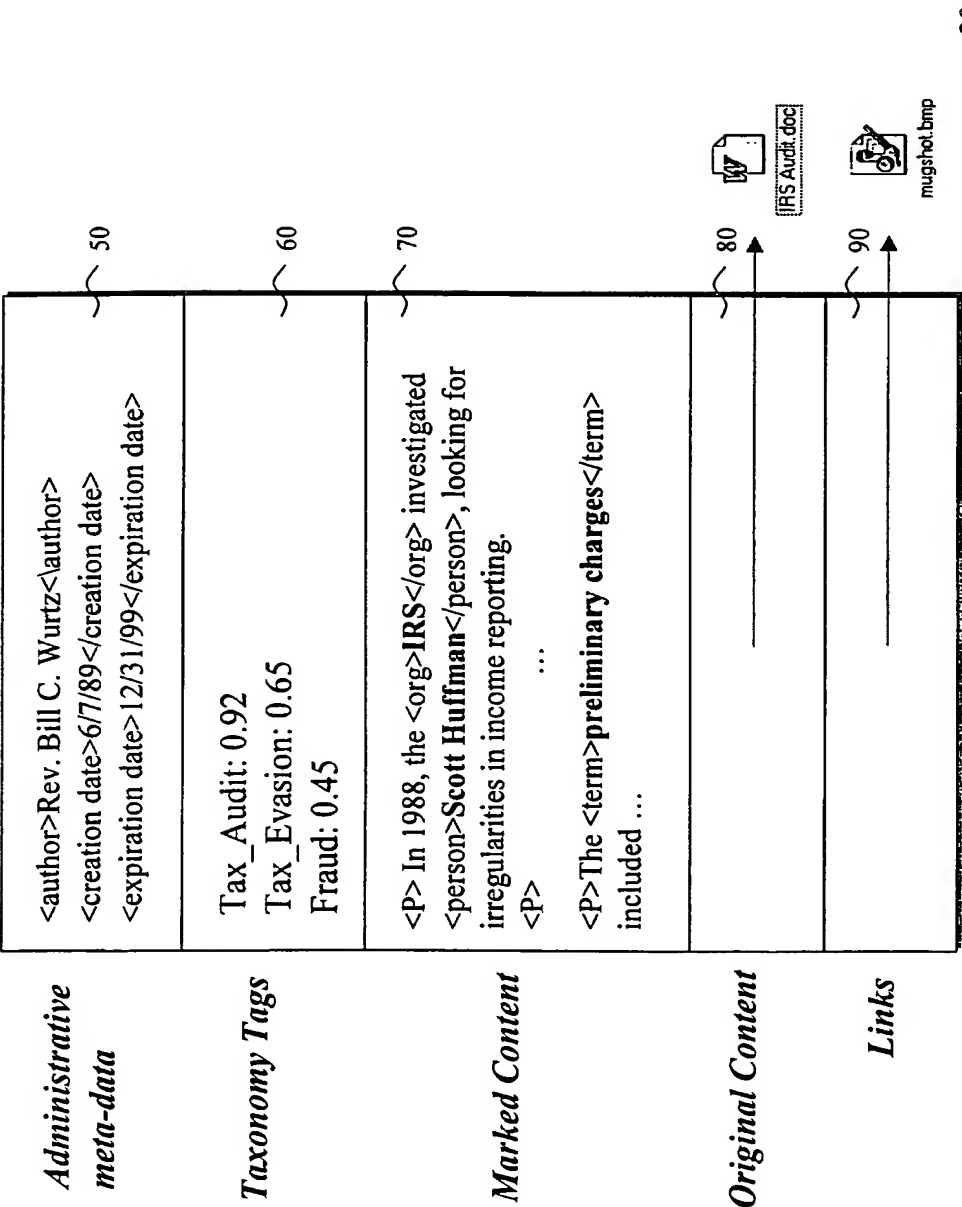 Administrative
meta-data
<author>Rev. Bill C. Wurtz<\author>
<creation date>6/7/89</creation date>
<expiration date>12/31/99</expiration date>
50
Taxonomy Tags
Tax_Audit: 0.92
Tax_Evasion: 0.65
Fraud: 0.45
60
Marked Content
<P> In 1988, the <org>IRS</org> investigated
<person>Scott Huffman</person>, looking for
irregularities in income reporting.
<P> ...
<P>The <term>preliminary charges</term>
included ...
70
Original Content
80
IRS Audit.doc
Links
90
mugshot.bmp